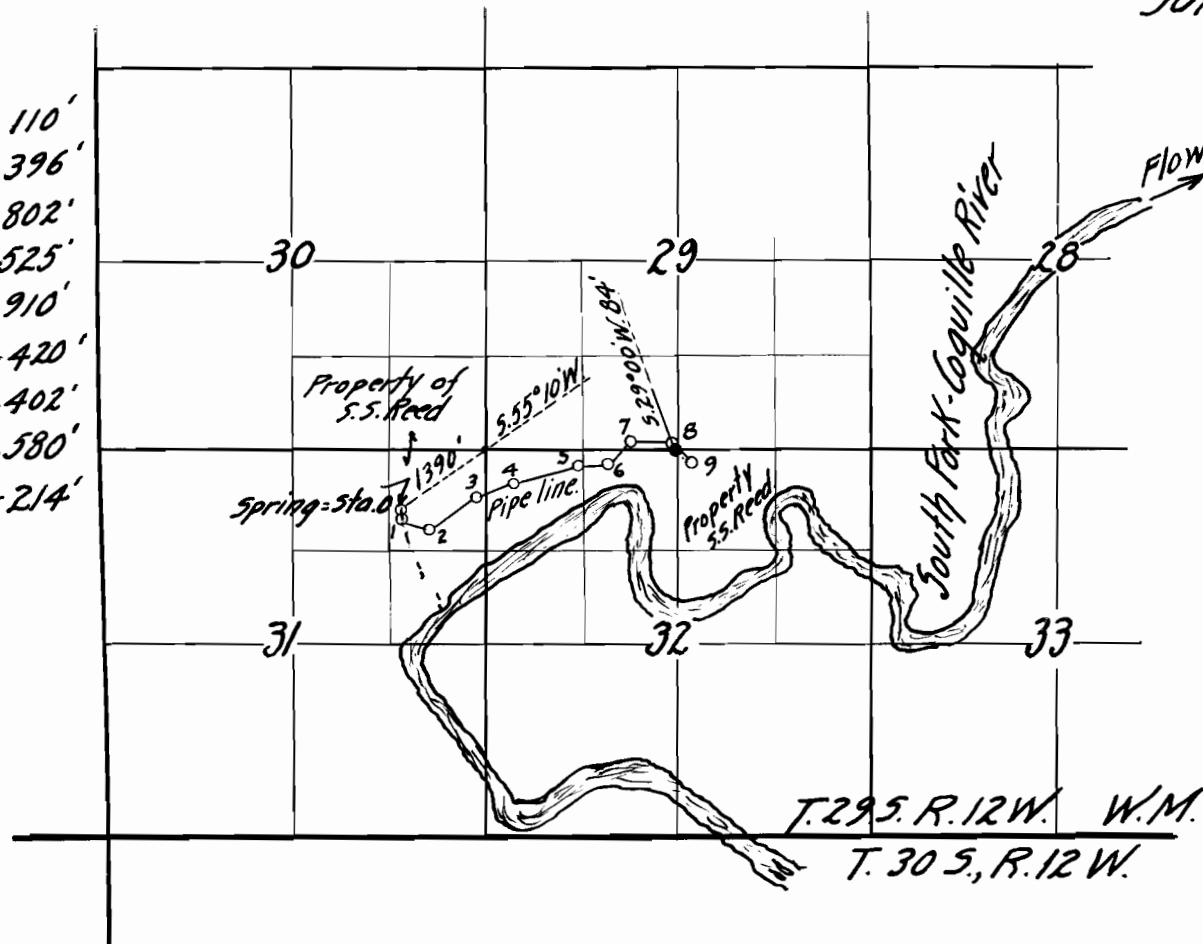 110'
396'
802'
525'
910'
420'
402'
580'
214'
Flow
30
29
28
South Fork-Coquille River
Property of
S.S. Reed
S.55°10'W.
1390'
S.29°00'W. 84'
7
8
9
6
5
4
3
2
1
Spring=Sta.0
Pipe line.
Property
S.S. Reed
31
32
33
T.29S. R.12W. W.M.
T. 30 S., R.12 W.